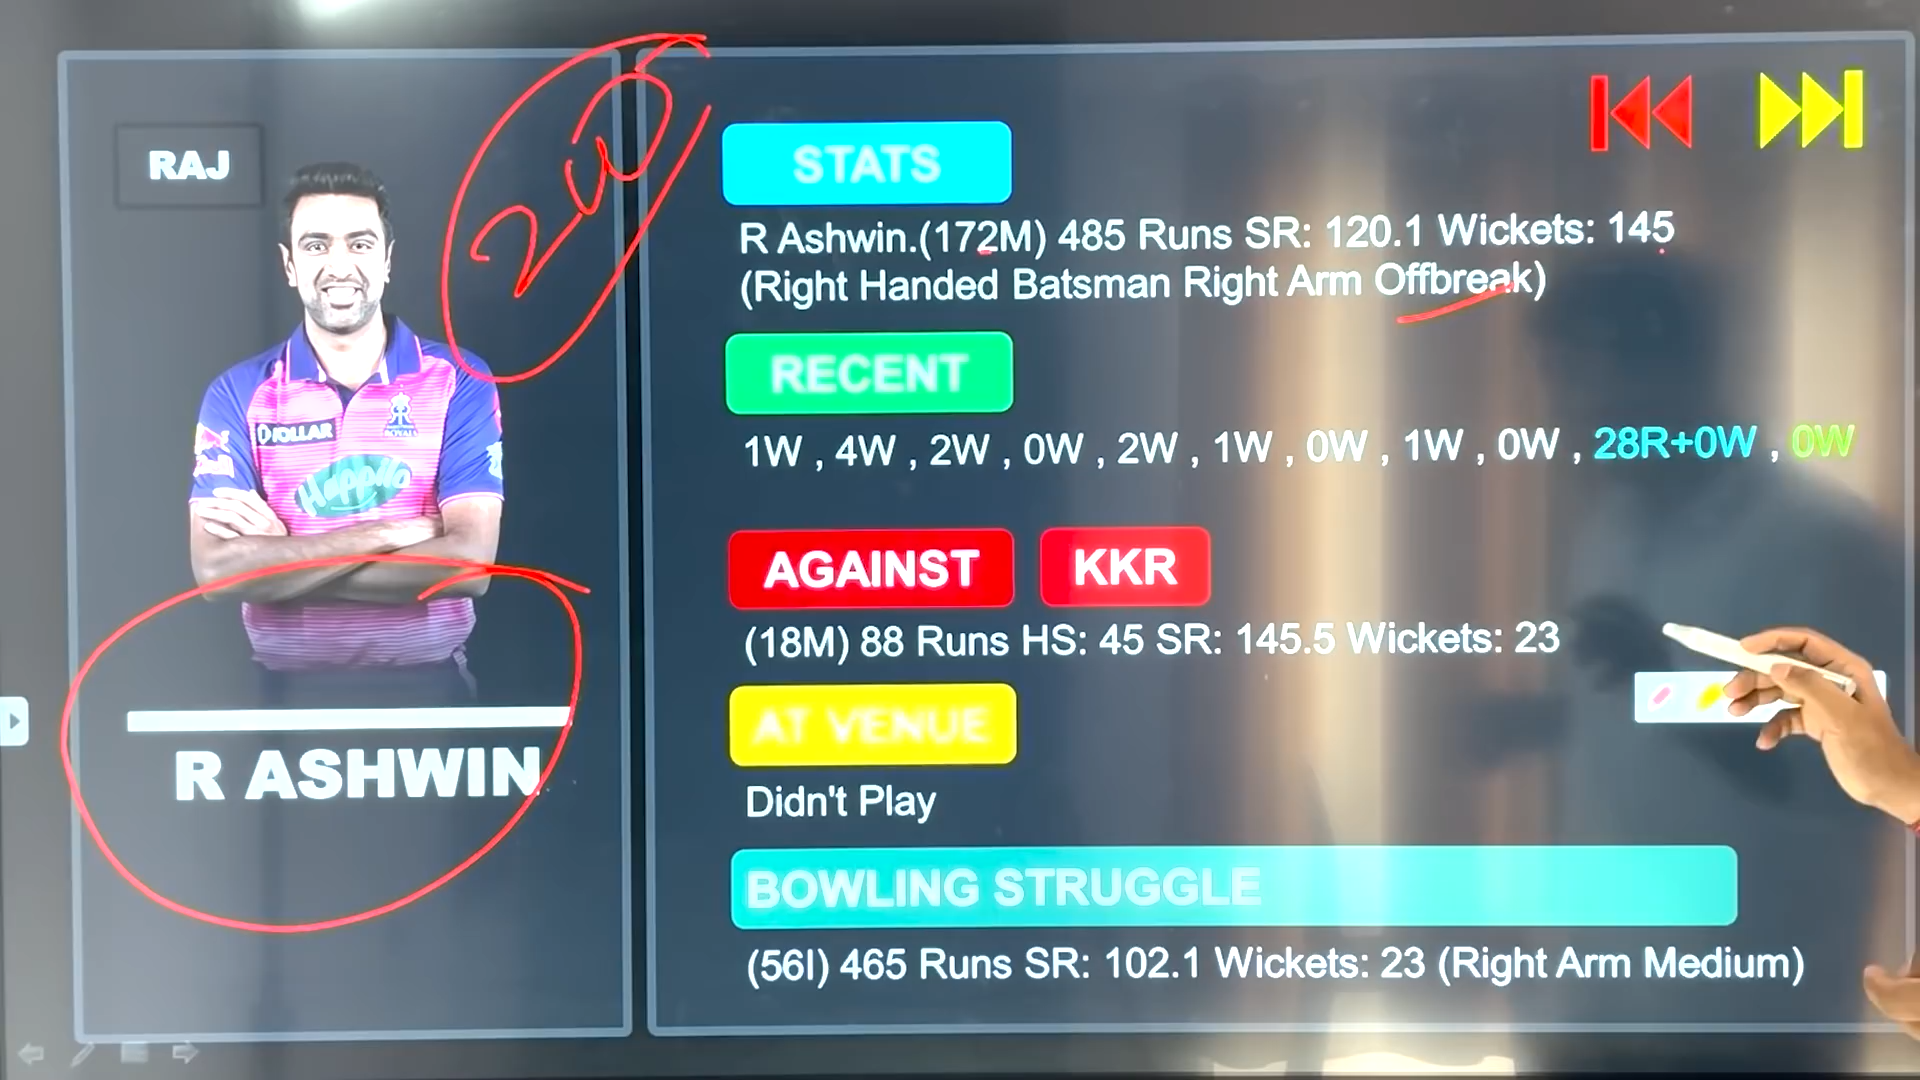 RAJ
2W
DOLLAR
ROYALS
Happilo
R ASHWIN
STATS
R Ashwin.(172M) 485 Runs SR: 120.1 Wickets: 145
(Right Handed Batsman Right Arm Offbreak)
RECENT
1W , 4W , 2W , 0W , 2W , 1W , 0W , 1W , 0W , 28R+0W , 0W
AGAINST KKR
(18M) 88 Runs HS: 45 SR: 145.5 Wickets: 23
AT VENUE
Didn't Play
BOWLING STRUGGLE
(56I) 465 Runs SR: 102.1 Wickets: 23 (Right Arm Medium)